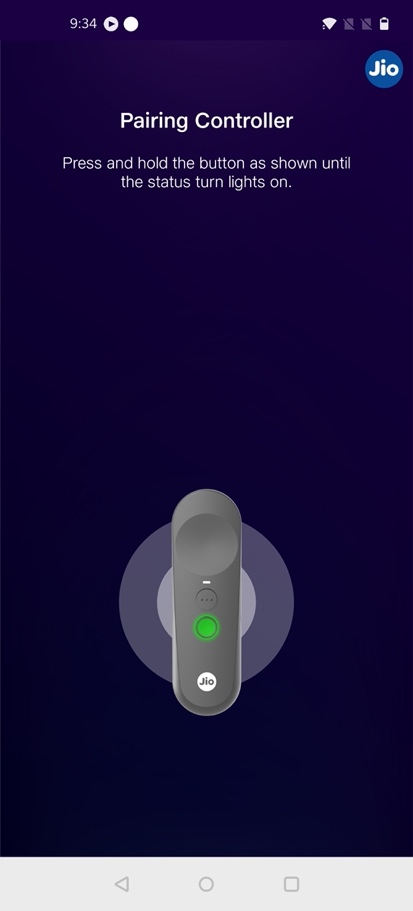 9:34
Jio
Pairing Controller
Press and hold the button as shown until
the status turn lights on.
Jio